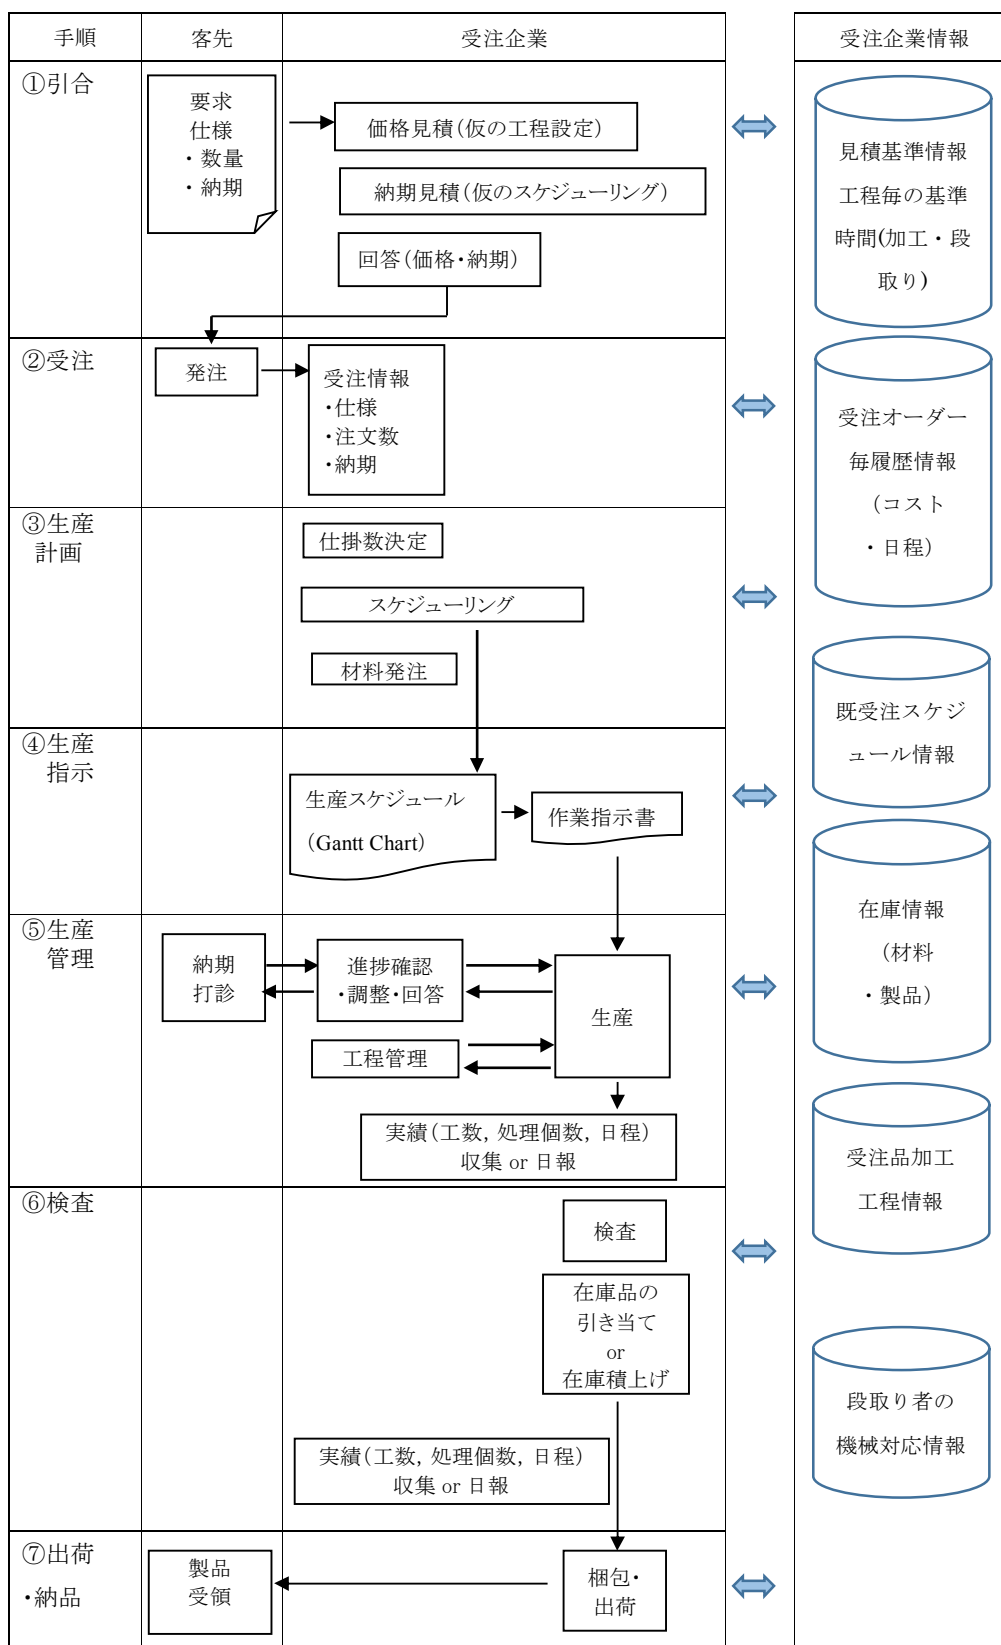 手順
客先
受注企業
受注企業情報
①引合
要求
仕様
・数量
・納期
価格見積(仮の工程設定)
納期見積(仮のスケジューリング)
回答(価格・納期)
見積基準情報
工程毎の基準
時間(加工・段
取り)
②受注
発注
受注情報
・仕様
・注文数
・納期
受注オーダー
毎履歴情報
(コスト
・日程)
③生産
計画
仕掛数決定
スケジューリング
材料発注
既受注スケジ
ュール情報
④生産
指示
生産スケジュール
(Gantt Chart)
作業指示書
在庫情報
(材料
・製品)
⑤生産
管理
納期
打診
進捗確認
・調整・回答
生産
工程管理
実績(工数, 処理個数, 日程)
収集 or 日報
受注品加工
工程情報
⑥検査
検査
在庫品の
引き当て
or
在庫積上げ
実績(工数, 処理個数, 日程)
収集 or 日報
段取り者の
機械対応情報
⑦出荷
・納品
製品
受領
梱包・
出荷